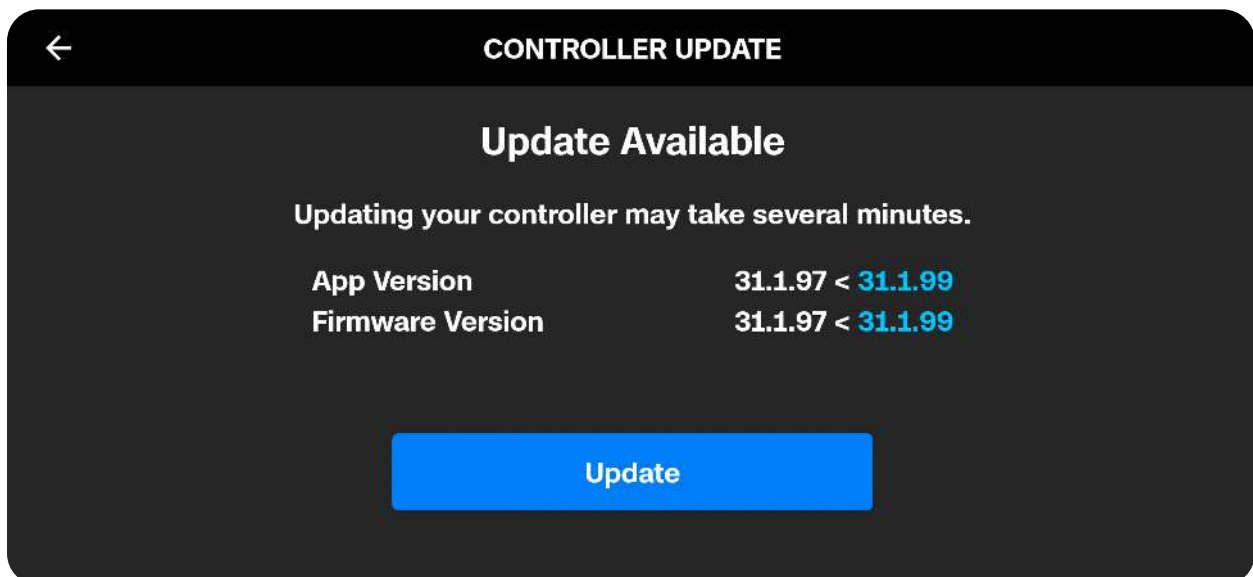 CONTROLLER UPDATE
Update Available
Updating your controller may take several minutes.
App Version 31.1.97 < 31.1.99
Firmware Version 31.1.97 < 31.1.99
Update